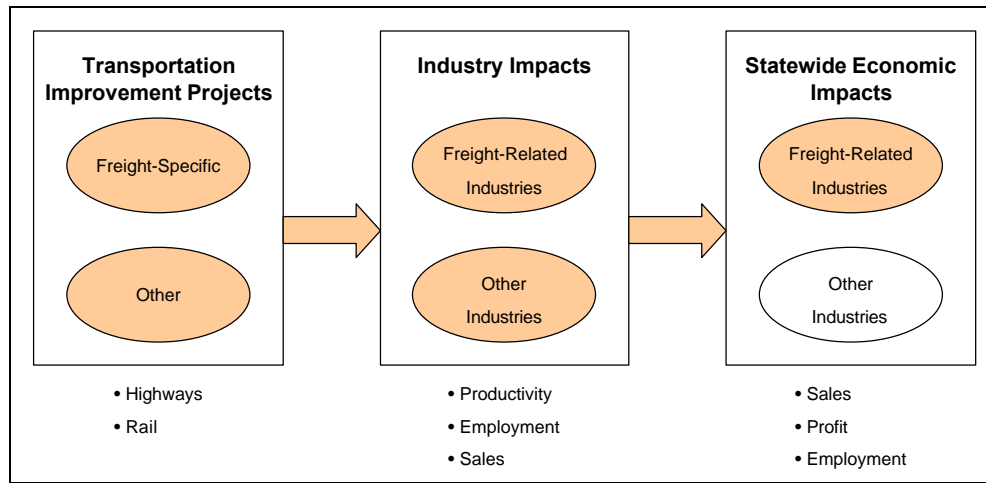 Transportation
Improvement Projects
Freight-Specific
Other
• Highways
• Rail
Industry Impacts
Freight-Related
Industries
Other
Industries
• Productivity
• Employment
• Sales
Statewide Economic
Impacts
Freight-Related
Industries
Other
Industries
• Sales
• Profit
• Employment